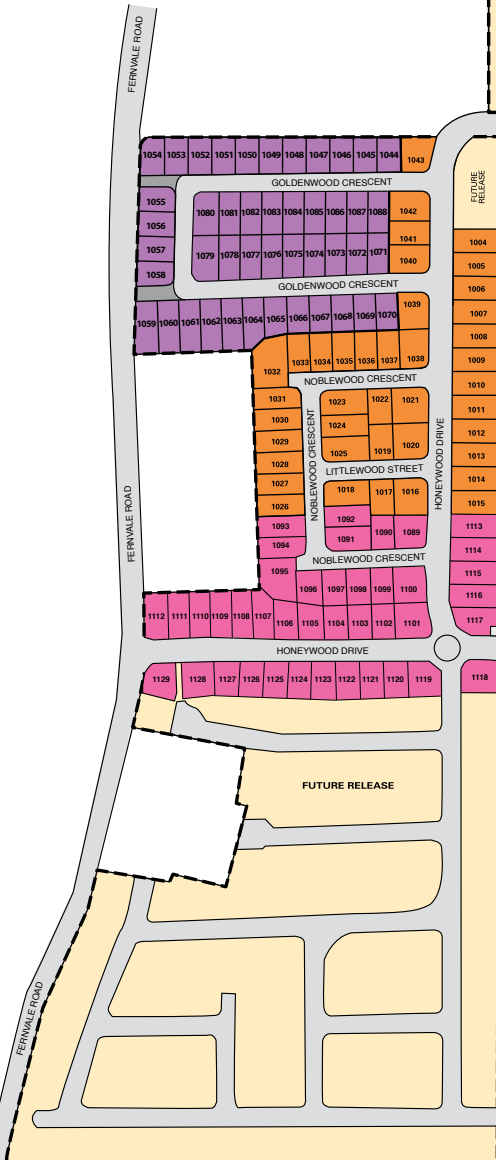 FERNVALE ROAD
1054 1053 1052 1051 1050 1049 1048 1047 1046 1045 1044 1043
GOLDENWOOD CRESCENT
FUTURE
RELEASE
1055
1056
1057
1058
1080 1081 1082 1083 1084 1085 1086 1087 1088 1042
1041
1079 1078 1077 1076 1075 1074 1073 1072 1071 1040
GOLDENWOOD CRESCENT
1059 1060 1061 1062 1063 1064 1065 1066 1067 1068 1069 1070 1039
1004
1005
1006
1007
1008
1009
1010
1011
1012
1013
1014
1015
1032 1033 1034 1035 1036 1037 1038
NOBLEWOOD CRESCENT
1031
1030
1029
1028
1027
1026
NOBLEWOOD CRESCENT
1023 1022 1021
1024
1025 1019 1020
HONEYWOOD DRIVE
LITTLEWOOD STREET
1018 1017 1016
1092
1091 1090 1089
1093
1094
1095
NOBLEWOOD CRESCENT
1113
1114
1115
1116
1117
FERNVALE ROAD
1096 1097 1098 1099 1100
1112 1111 1110 1109 1108 1107 1106 1105 1104 1103 1102 1101
HONEYWOOD DRIVE
1129 1128 1127 1126 1125 1124 1123 1122 1121 1120 1119 1118
FUTURE RELEASE
FERNVALE ROAD